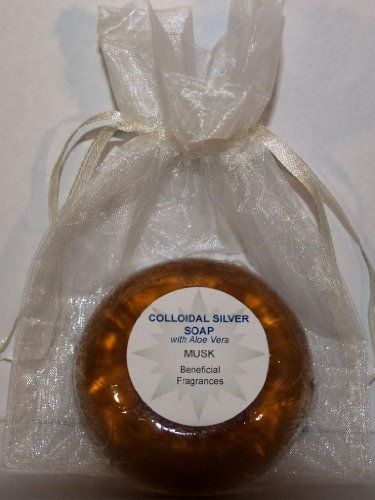 COLLOIDAL SILVER
SOAP
with Aloe Vera
MUSK
Beneficial
Fragrances